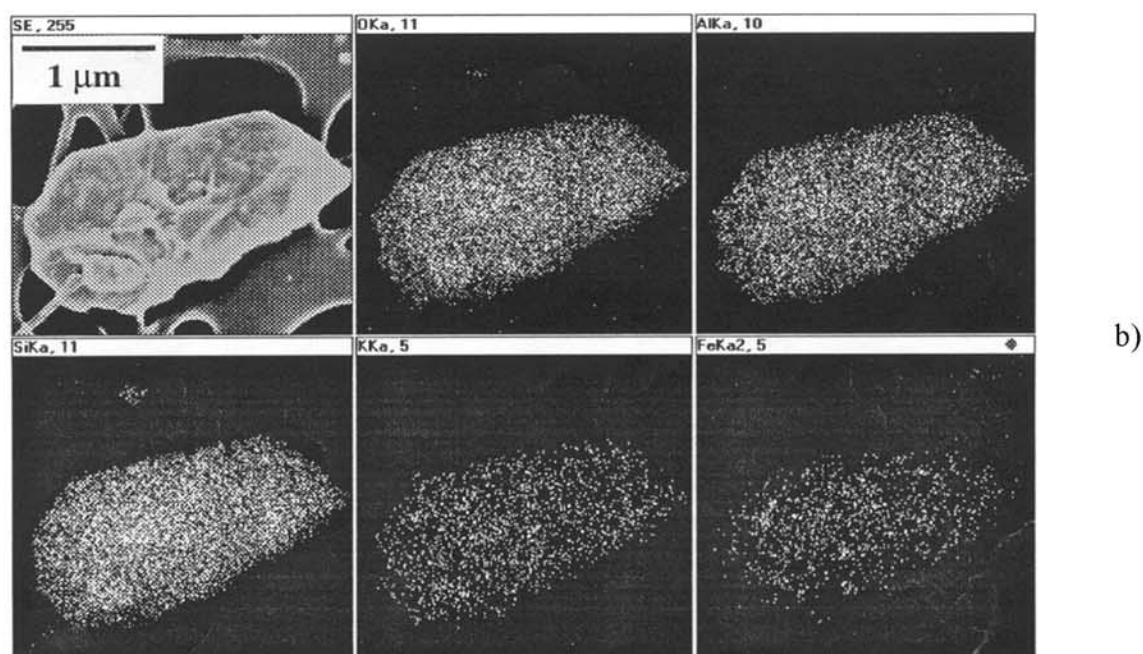 SE, 255
OKa, 11
AlKa, 10
1 µm
SiKa, 11
KKa, 5
FeKa2, 5
b)